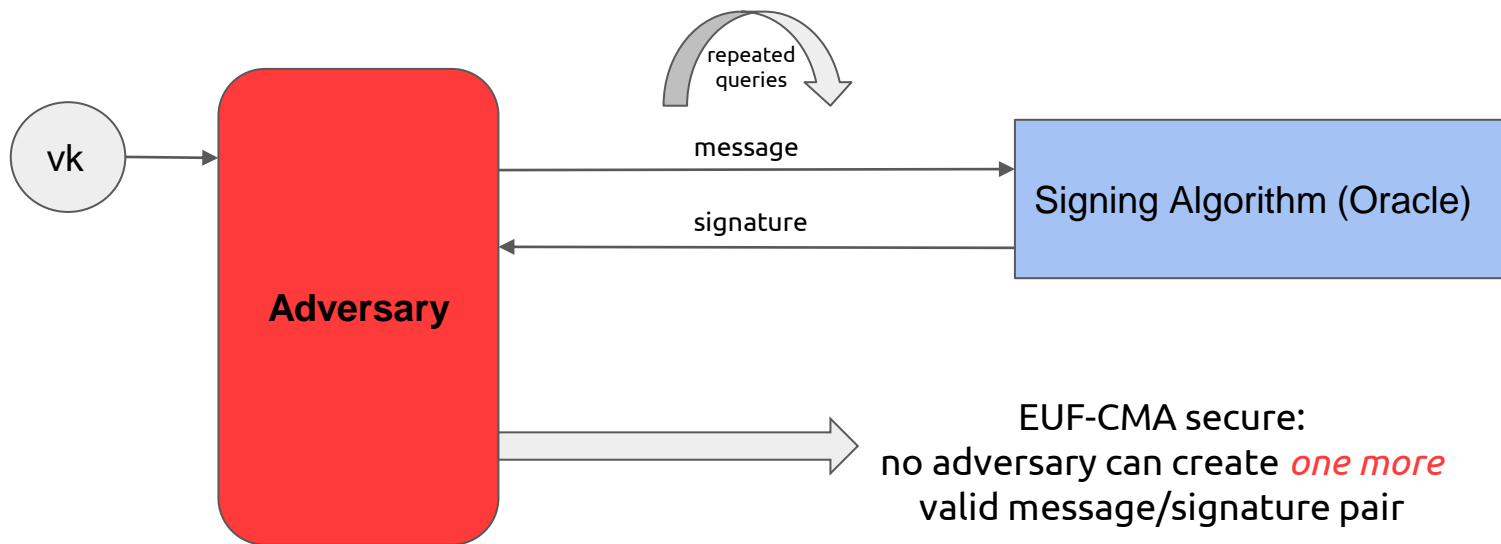 repeated
queries
vk
message
Signing Algorithm (Oracle)
signature
Adversary
EUF-CMA secure:
no adversary can create one more
valid message/signature pair